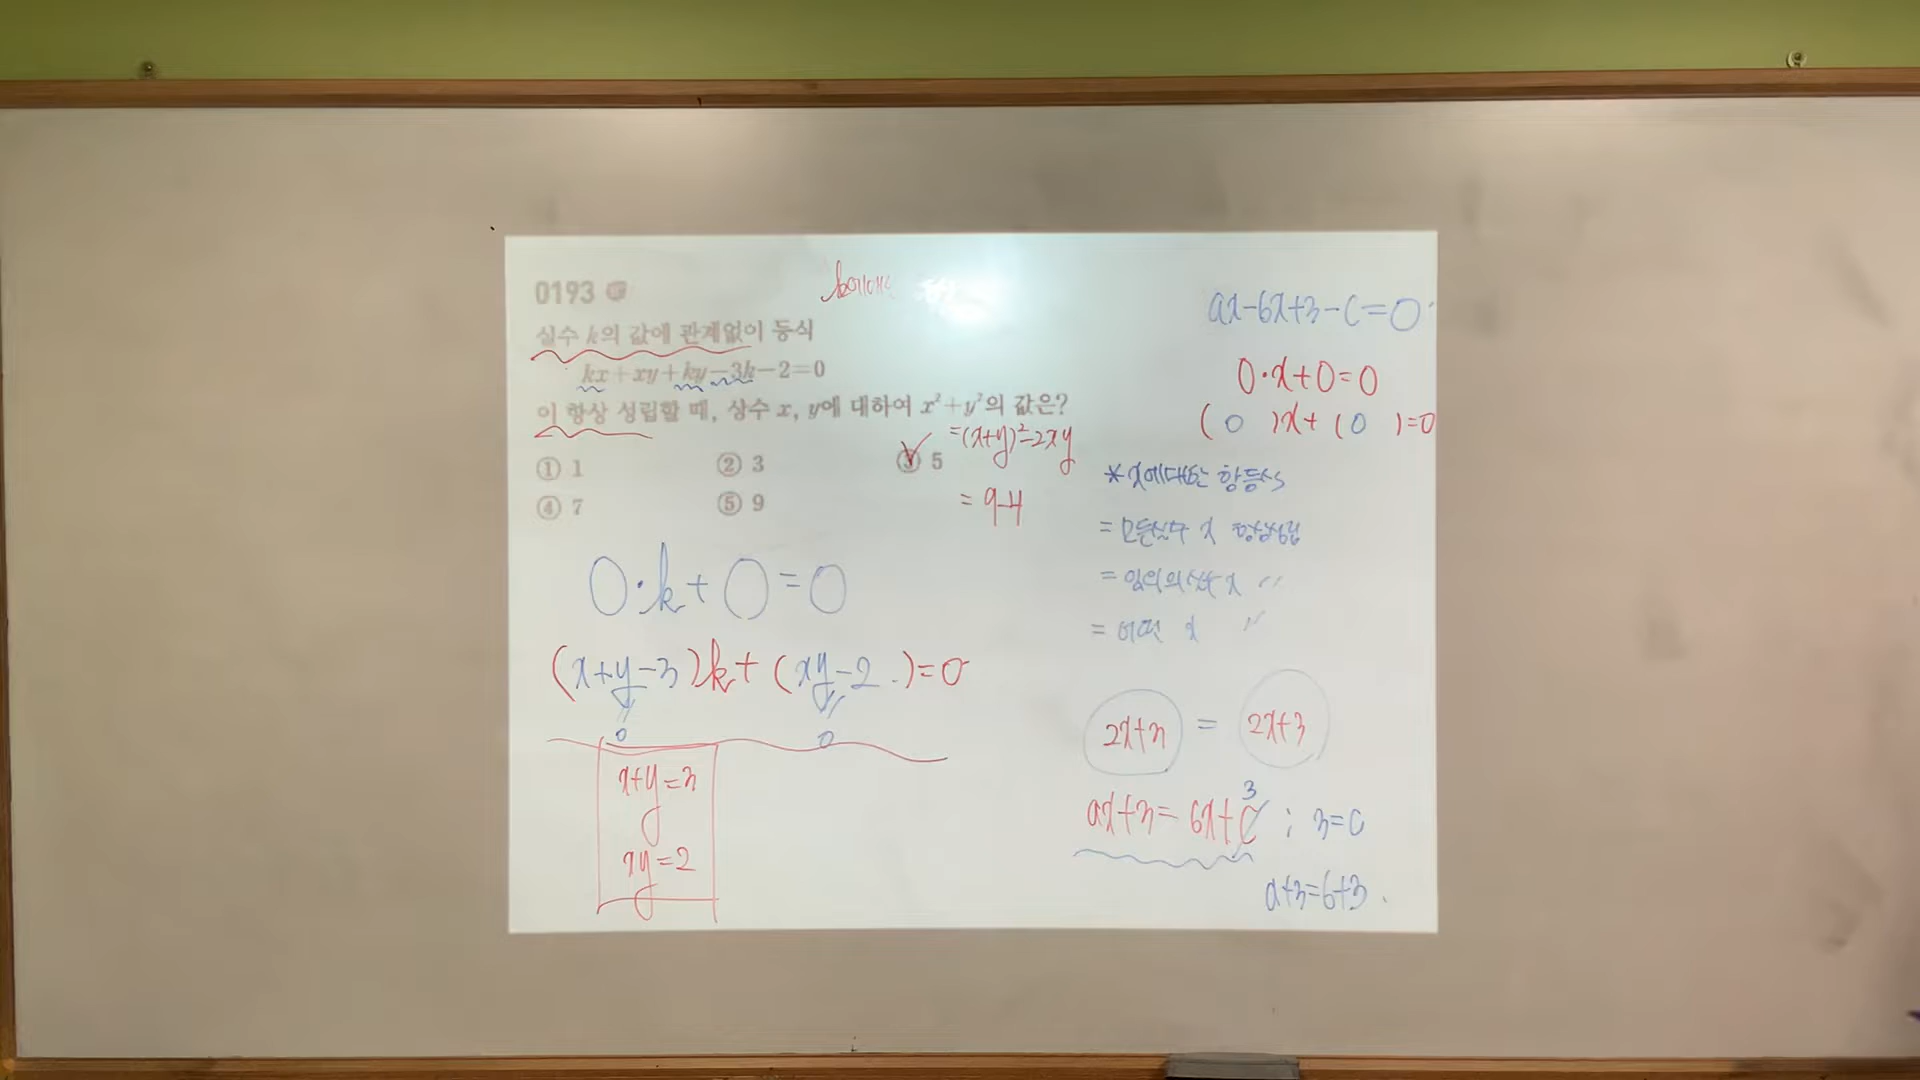 0193
실수 k의 값에 관계없이 등식
kx+xy+ky-3k-2=0
이 항상 성립할 때, 상수 x, y에 대하여 x²+y²의 값은?
=(x+y)²-2xy
① 1 ② 3 ③ 5
④ 7 ⑤ 9
= 9-4
0·k+0=0
(x+y-3)k+(xy-2)=0
0 0
x+y=3
xy=2
ax-6x+3-c=0
0·x+0=0
( 0 )x+( 0 )=0
*x에대한 항등식
=모든실수 x 항상성립
=임의의실수 x 〃
=어떤 x 〃
2x+3 = 2x+3
3
ax+3=6x+c ; 3=c
a+3=6+3